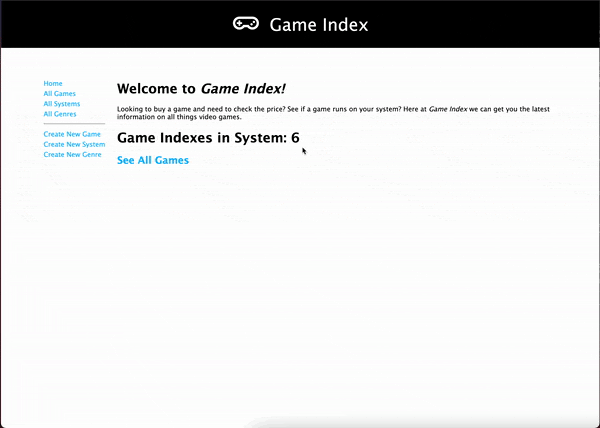 Game Index
Home
All Games
All Systems
All Genres
Create New Game
Create New System
Create New Genre
Welcome to Game Index!
Looking to buy a game and need to check the price? See if a game runs on your system? Here at Game Index we can get you the latest
information on all things video games.
Game Indexes in System: 6
See All Games